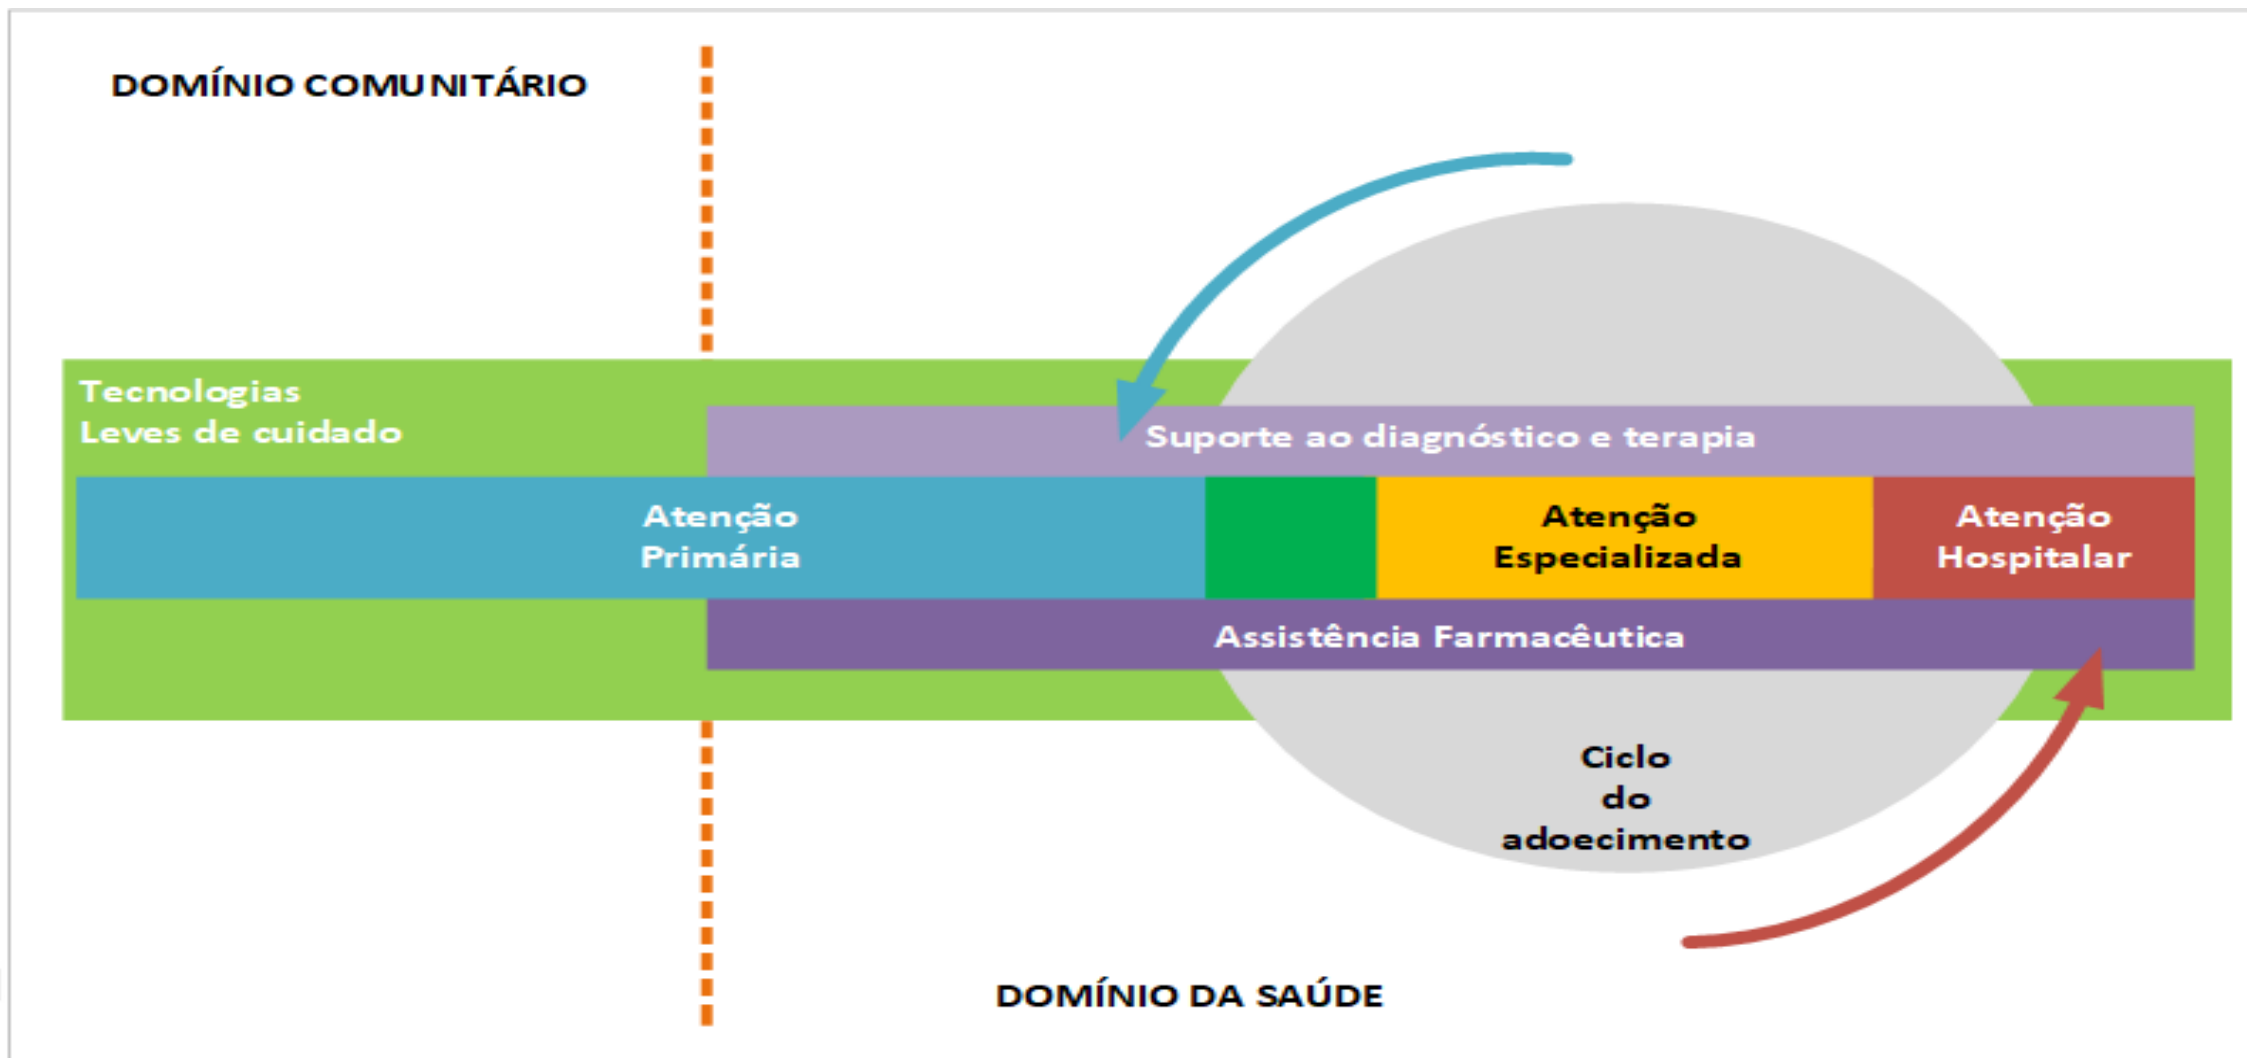 DOMÍNIO COMUNITÁRIO
Tecnologias
Leves de cuidado
Suporte ao diagnóstico e terapia
Atenção
Primária
Atenção
Especializada
Atenção
Hospitalar
Assistência Farmacêutica
Ciclo
do
adoecimento
DOMÍNIO DA SAÚDE